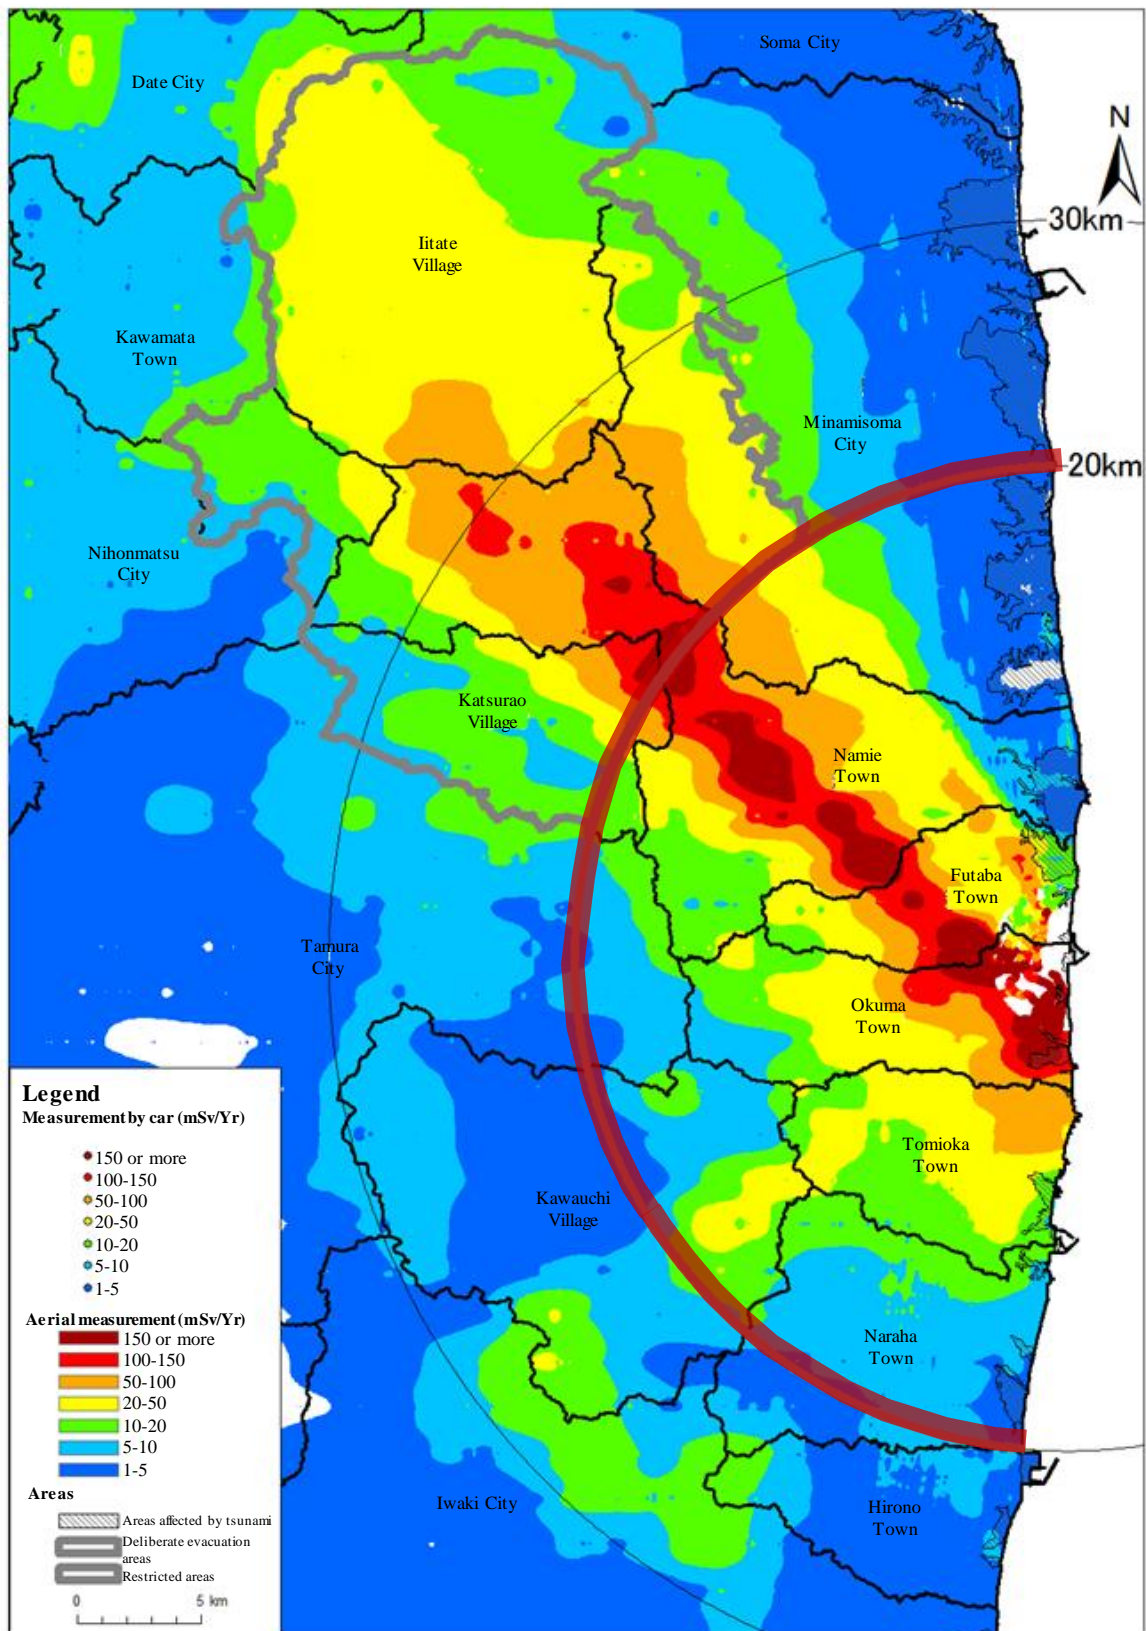 Soma City
Date City
N
30km
Iitate
Village
Kawamata
Town
Minamisoma
City
20km
Nihonmatsu
City
Katsurao
Village
Namie
Town
Futaba
Town
Tamura
City
Okuma
Town
Tomioka
Town
Kawauchi
Village
Naraha
Town
Iwaki City
Hirono
Town
Legend
Measurement by car (mSv/Yr)
150 or more
100-150
50-100
20-50
10-20
5-10
1-5
Aerial measurement (mSv/Yr)
150 or more
100-150
50-100
20-50
10-20
5-10
1-5
Areas
Areas affected by tsunami
Deliberate evacuation
areas
Restricted areas
0 5 km